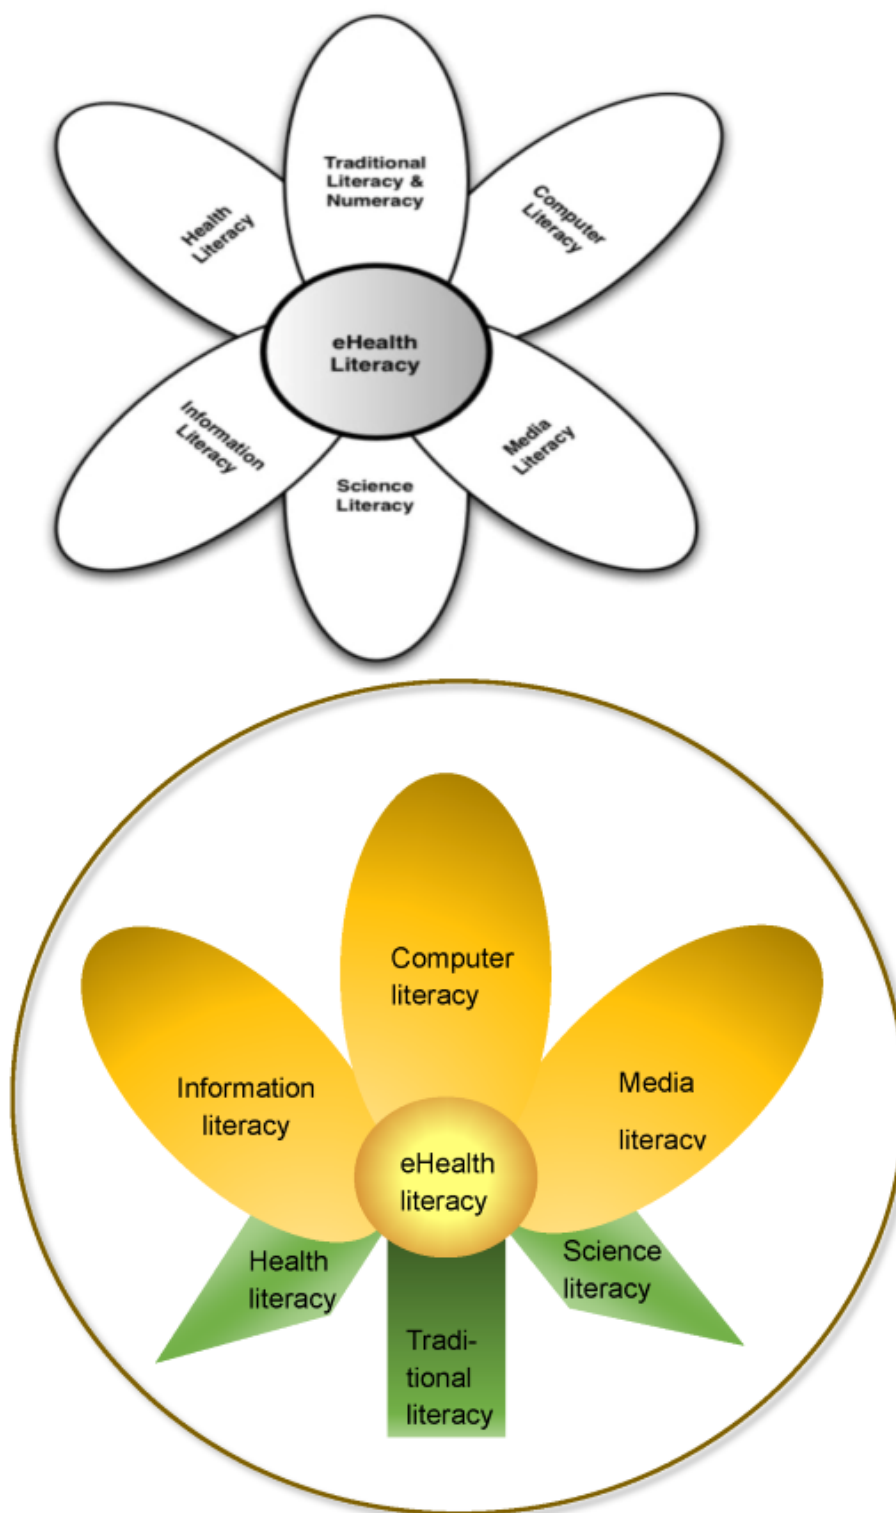 Traditional
Literacy &
Numeracy
Health
Literacy
Computer
Literacy
eHealth
Literacy
Information
Literacy
Media
Literacy
Science
Literacy
Computer
literacy
Information
literacy
Media
literacy
eHealth
literacy
Health
literacy
Science
literacy
Tradi-
tional
literacy